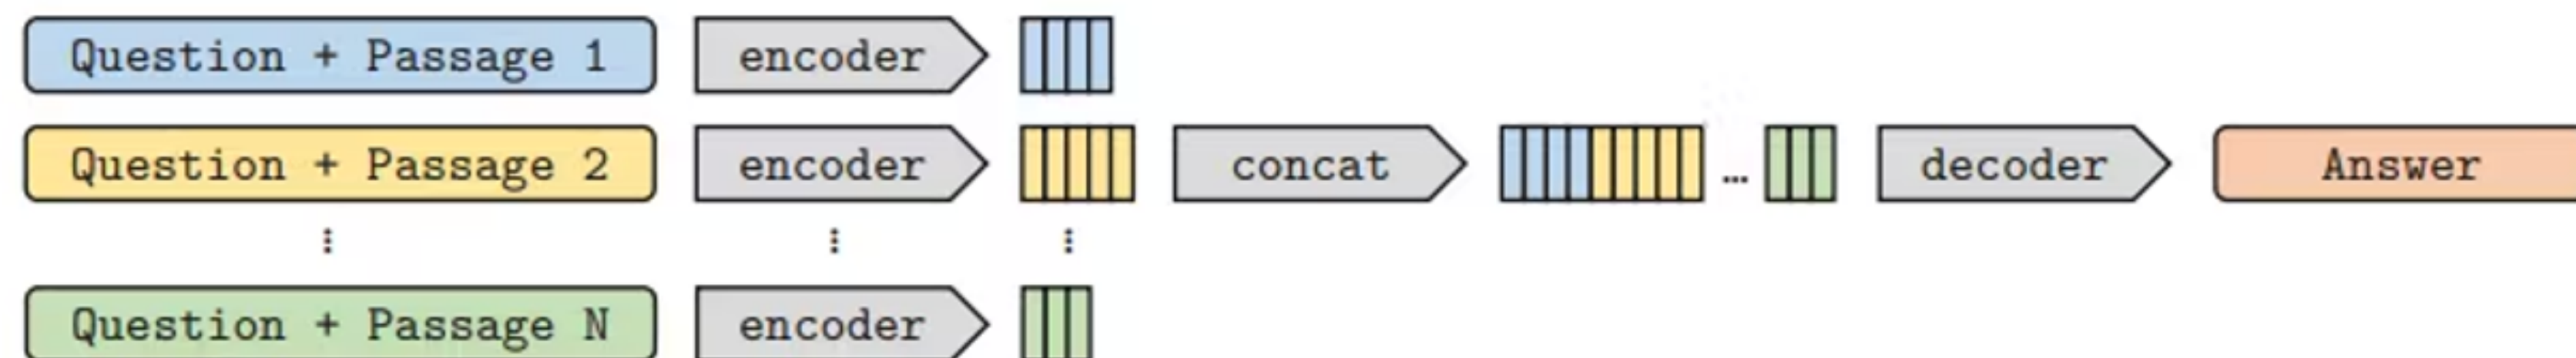 Question + Passage 1 encoder
Question + Passage 2 encoder concat … decoder Answer
Question + Passage N encoder